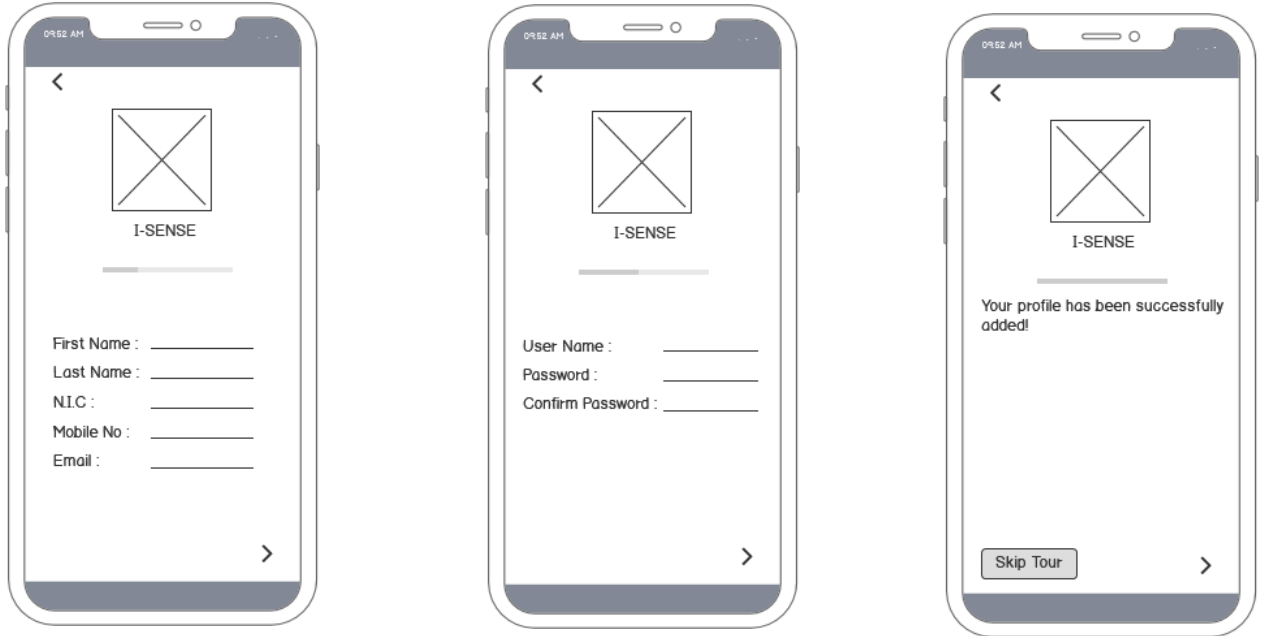 09:52 AM
I-SENSE
First Name :
Last Name :
N.I.C :
Mobile No :
Email :
09:52 AM
I-SENSE
User Name :
Password :
Confirm Password :
09:52 AM
I-SENSE
Your profile has been successfully
added!
Skip Tour